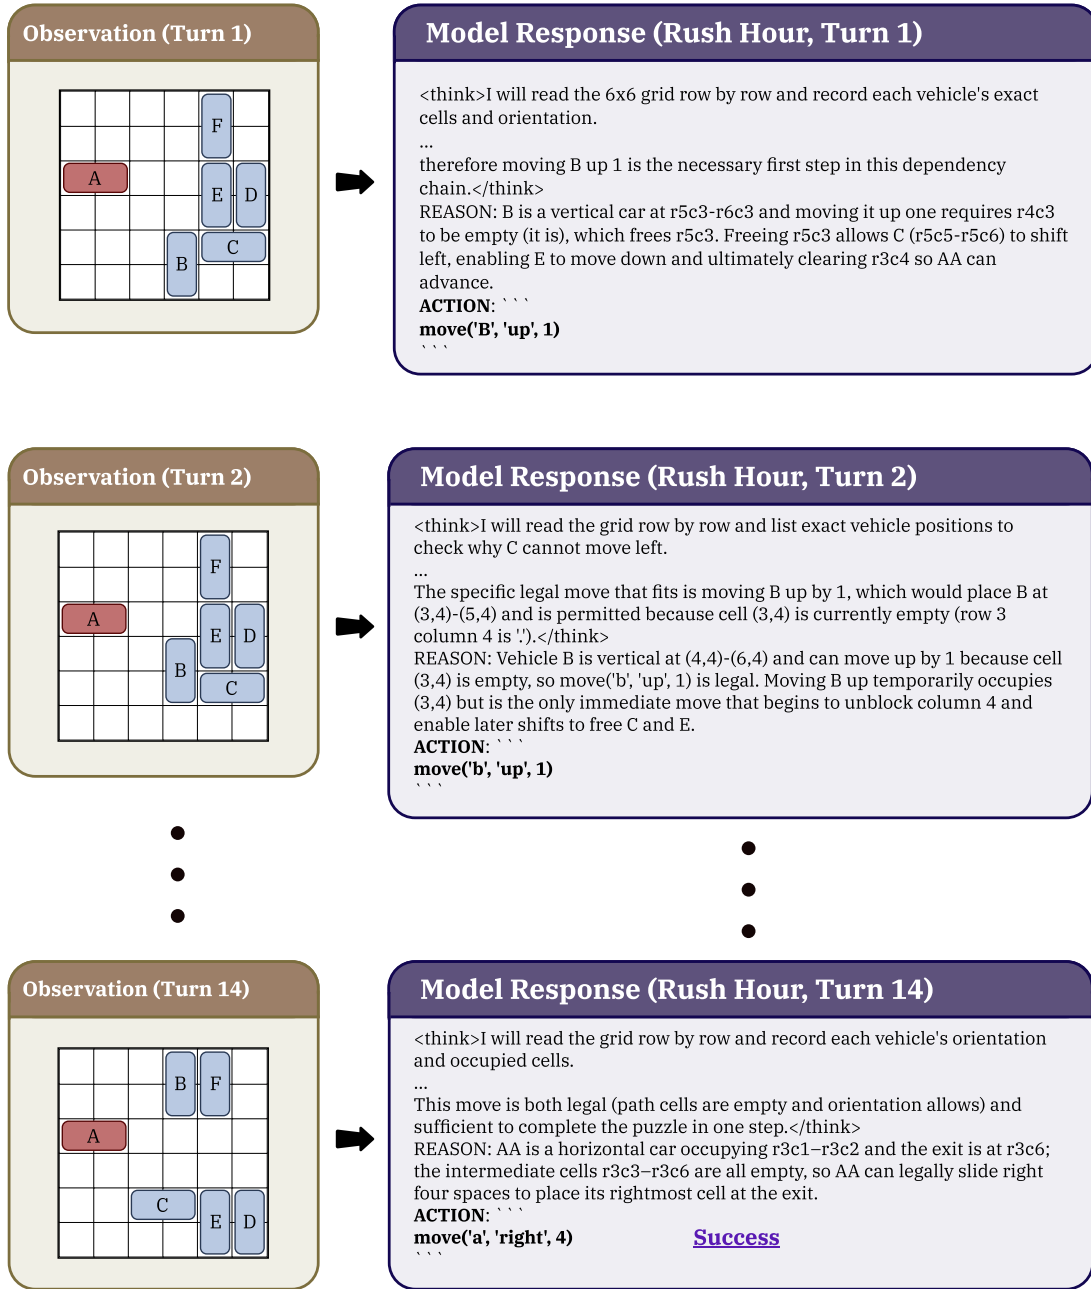 Observation (Turn 1)
F
A
E
D
C
B
Model Response (Rush Hour, Turn 1)
<think>I will read the 6x6 grid row by row and record each vehicle's exact
cells and orientation.
...
therefore moving B up 1 is the necessary first step in this dependency
chain.</think>
REASON: B is a vertical car at r5c3-r6c3 and moving it up one requires r4c3
to be empty (it is), which frees r5c3. Freeing r5c3 allows C (r5c5-r5c6) to shift
left, enabling E to move down and ultimately clearing r3c4 so AA can
advance.
ACTION: ```
move('B', 'up', 1)
```
Observation (Turn 2)
F
A
E
D
B
C
Model Response (Rush Hour, Turn 2)
<think>I will read the grid row by row and list exact vehicle positions to
check why C cannot move left.
...
The specific legal move that fits is moving B up by 1, which would place B at
(3,4)-(5,4) and is permitted because cell (3,4) is currently empty (row 3
column 4 is '.').</think>
REASON: Vehicle B is vertical at (4,4)-(6,4) and can move up by 1 because cell
(3,4) is empty, so move('b', 'up', 1) is legal. Moving B up temporarily occupies
(3,4) but is the only immediate move that begins to unblock column 4 and
enable later shifts to free C and E.
ACTION: ```
move('b', 'up', 1)
```
Observation (Turn 14)
B
F
A
C
E
D
Model Response (Rush Hour, Turn 14)
<think>I will read the grid row by row and record each vehicle's orientation
and occupied cells.
...
This move is both legal (path cells are empty and orientation allows) and
sufficient to complete the puzzle in one step.</think>
REASON: AA is a horizontal car occupying r3c1–r3c2 and the exit is at r3c6;
the intermediate cells r3c3–r3c6 are all empty, so AA can legally slide right
four spaces to place its rightmost cell at the exit.
ACTION: ```
move('a', 'right', 4)
Success
```